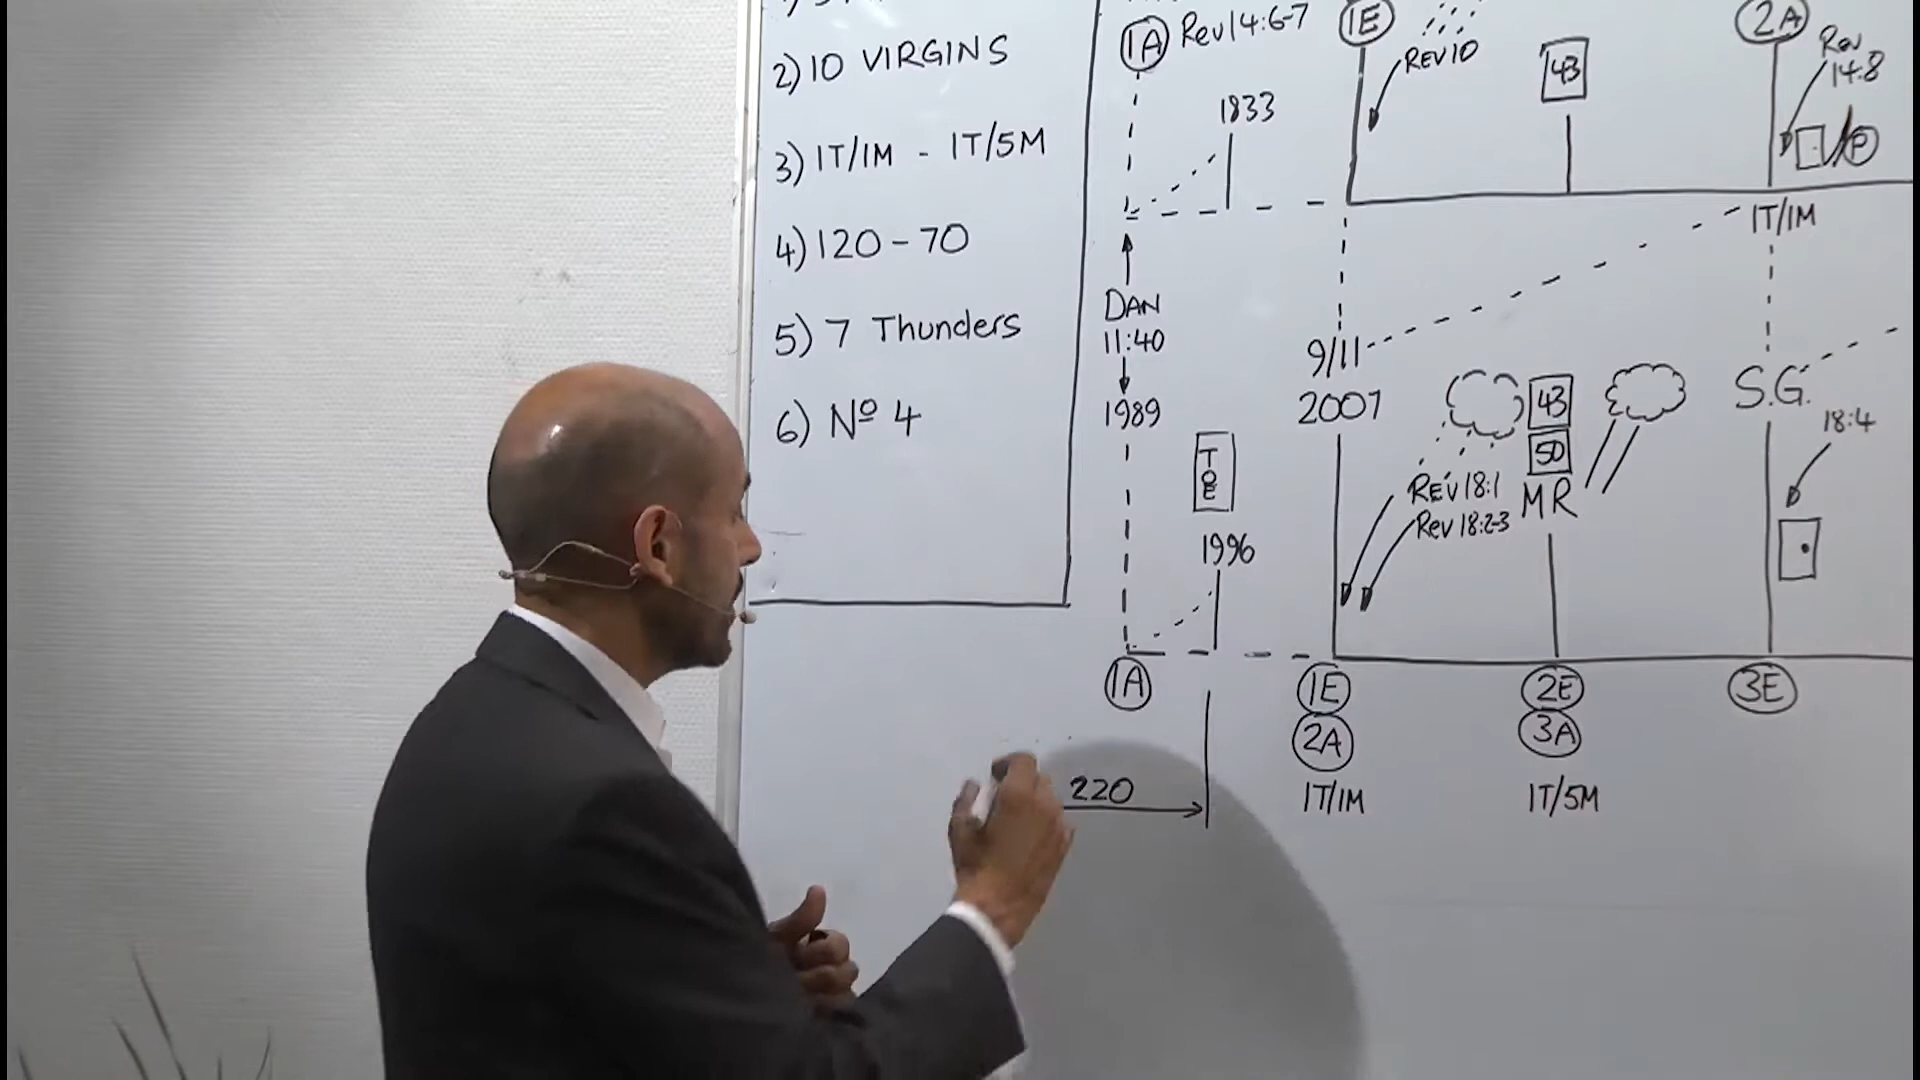 2) 10 VIRGINS
3) 1T/1M - 1T/5M
4) 120-70
5) 7 Thunders
6) Nº 4
1A Rev 14:6-7
1833
1E
REV10
43
2A
Rev
14:8
P
1T/1M
DAN
11:40
1989
TOE
1996
9/11
2001
43
50
MR
REV 18:1
Rev 18:2-3
S.G.
18:4
1A
1E
2A
1T/1M
2E
3A
1T/5M
3E
220